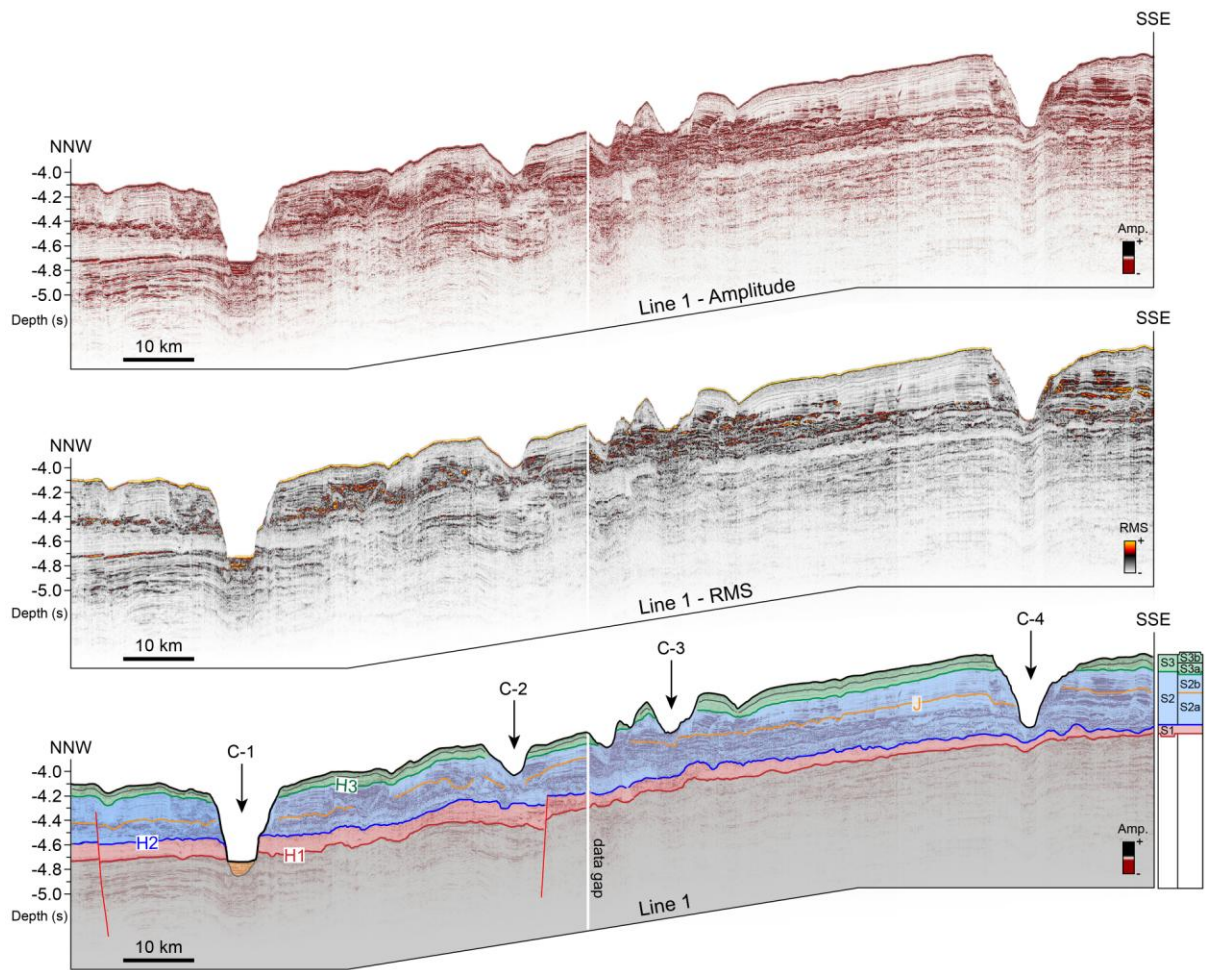 SSE
NNW
-4.0
-4.2
-4.4
-4.6
-4.8
-5.0
Depth (s)
10 km
Line 1 - Amplitude
Amp.
+
-
SSE
NNW
-4.0
-4.2
-4.4
-4.6
-4.8
-5.0
Depth (s)
10 km
Line 1 - RMS
RMS
+
-
SSE
C-4
C-3
C-2
C-1
NNW
S3
S3b
S3a
S2
S2b
S2a
S1
J
H3
H2
H1
-4.0
-4.2
-4.4
-4.6
-4.8
-5.0
Depth (s)
10 km
data gap
Line 1
Amp.
+
-